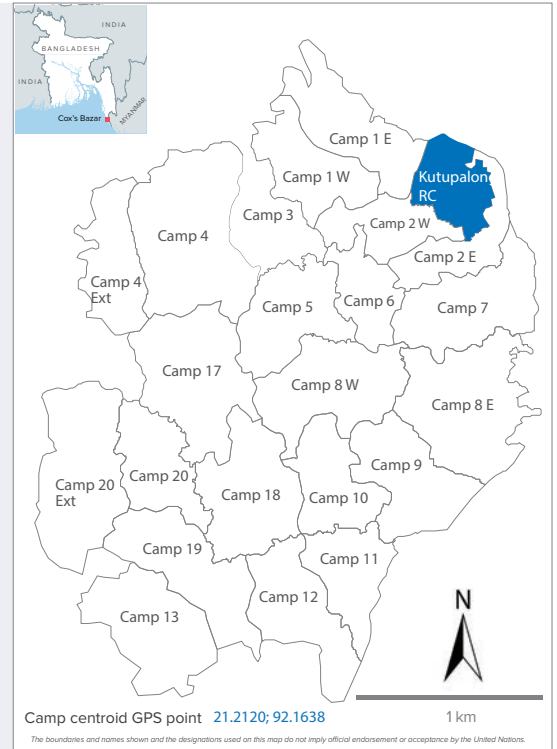 INDIA
BANGLADESH
INDIA
MYANMAR
Cox's Bazar
Camp 1 E
Camp 1 W
Kutupalon
RC
Camp 3
Camp 2 W
Camp 4
Camp 2 E
Camp 4
Ext
Camp 5
Camp 6
Camp 7
Camp 17
Camp 8 W
Camp 8 E
Camp 9
Camp 20
Camp 20
Ext
Camp 18
Camp 10
Camp 19
Camp 11
Camp 12
Camp 13
N
Camp centroid GPS point 21.2120; 92.1638
1 km
The boundaries and names shown and the designations used on this map do not imply official endorsement or acceptance by the United Nations.